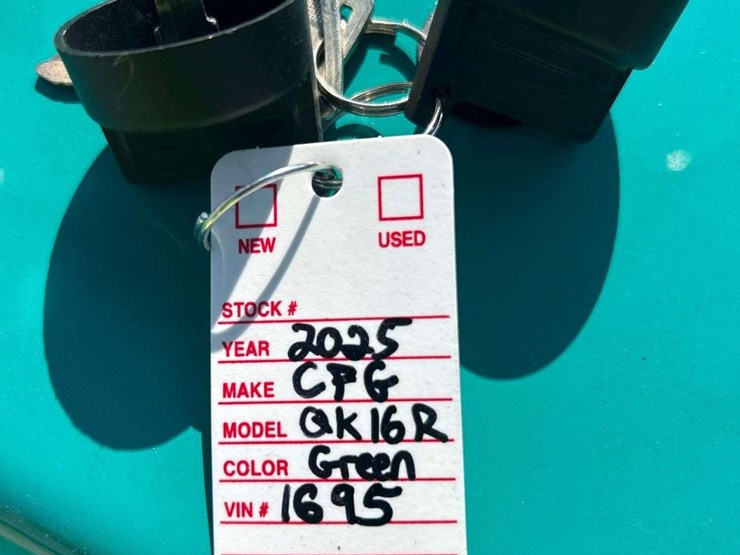 NEW USED
STOCK #
YEAR 2025
MAKE CFG
MODEL QK16R
COLOR Green
VIN # 1695